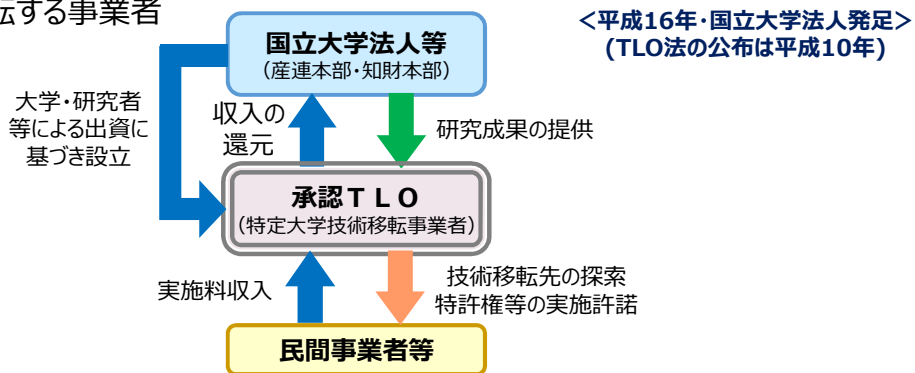 転する事業者
<平成16年・国立大学法人発足>
(TLO法の公布は平成10年)
国立大学法人等
（産連本部・知財本部）
大学・研究者
等による出資に
基づき設立
収入の
還元
研究成果の提供
承認ＴＬＯ
（特定大学技術移転事業者）
実施料収入
技術移転先の探索
特許権等の実施許諾
民間事業者等